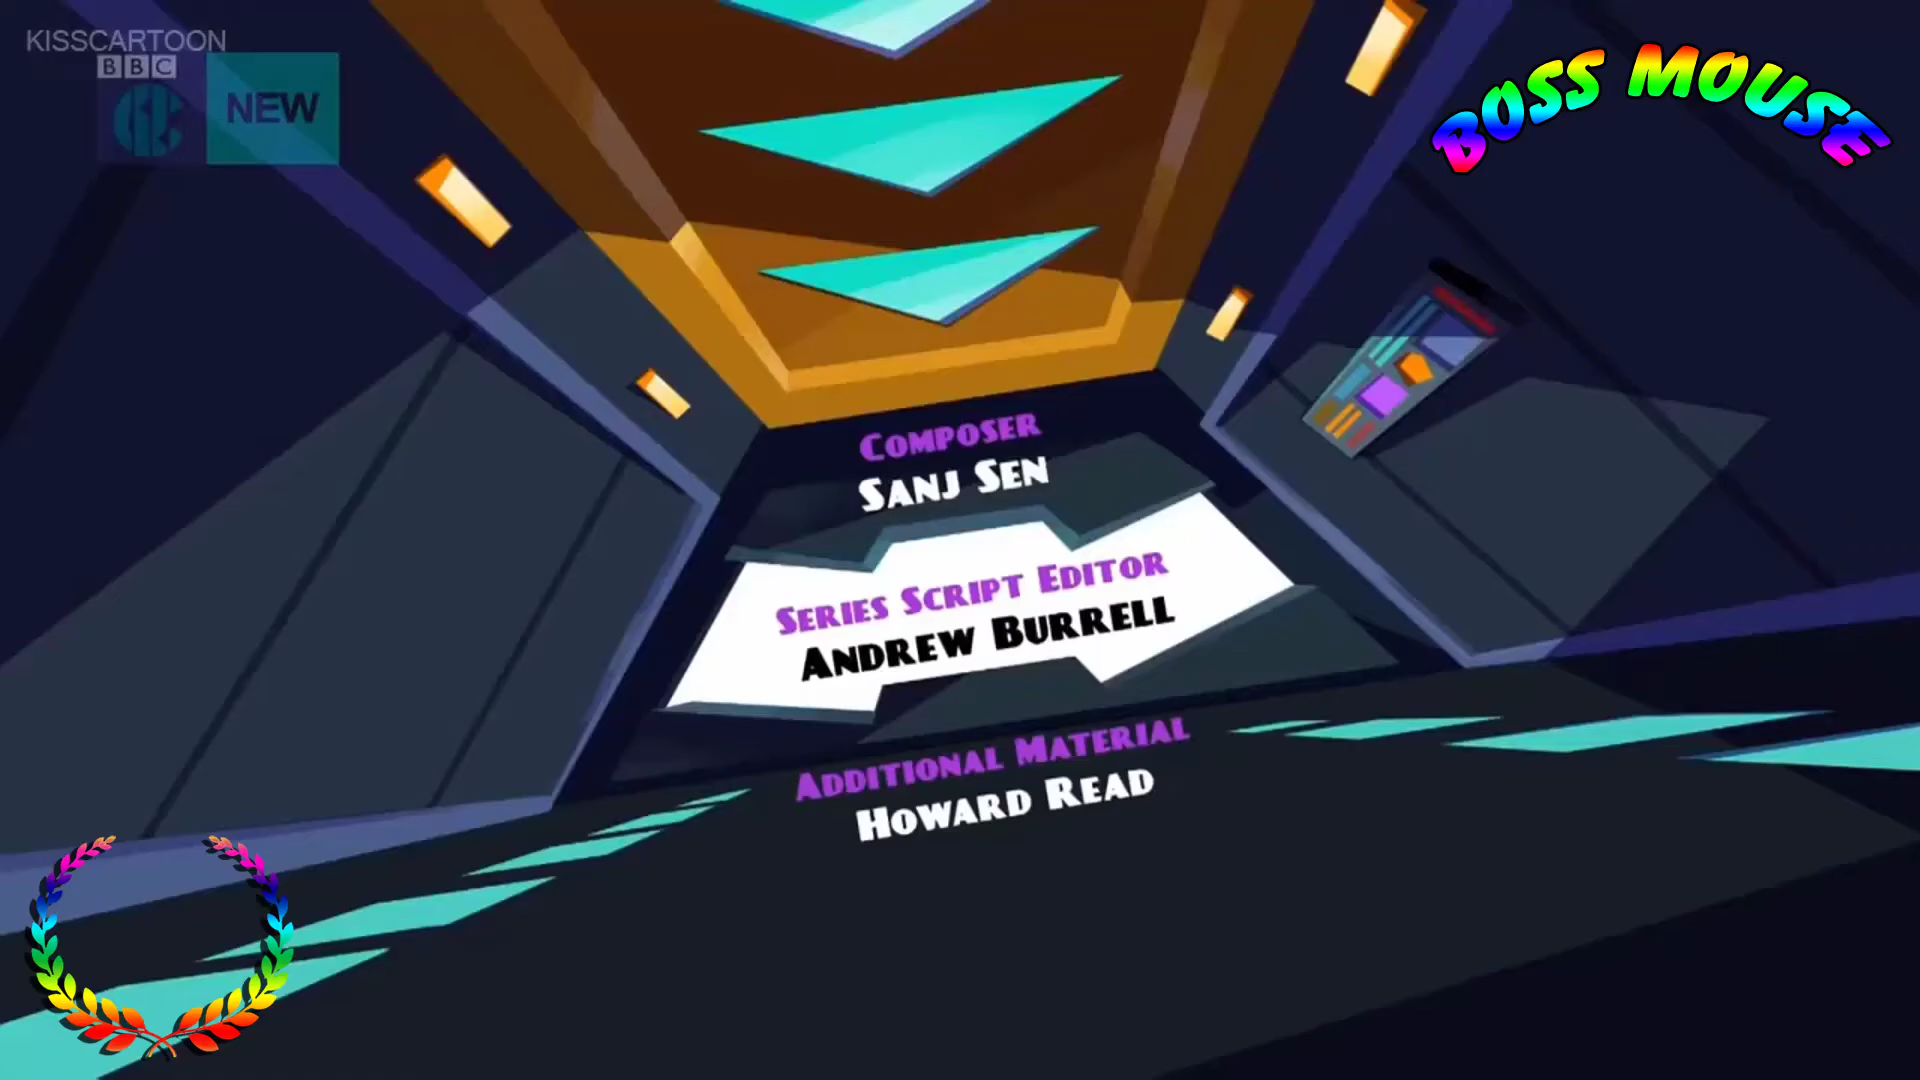 KISSCARTOON
BBC
NEW
BOSS MOUSE
COMPOSER
SANJ SEN
SERIES SCRIPT EDITOR
ANDREW BURRELL
ADDITIONAL MATERIAL
HOWARD READ